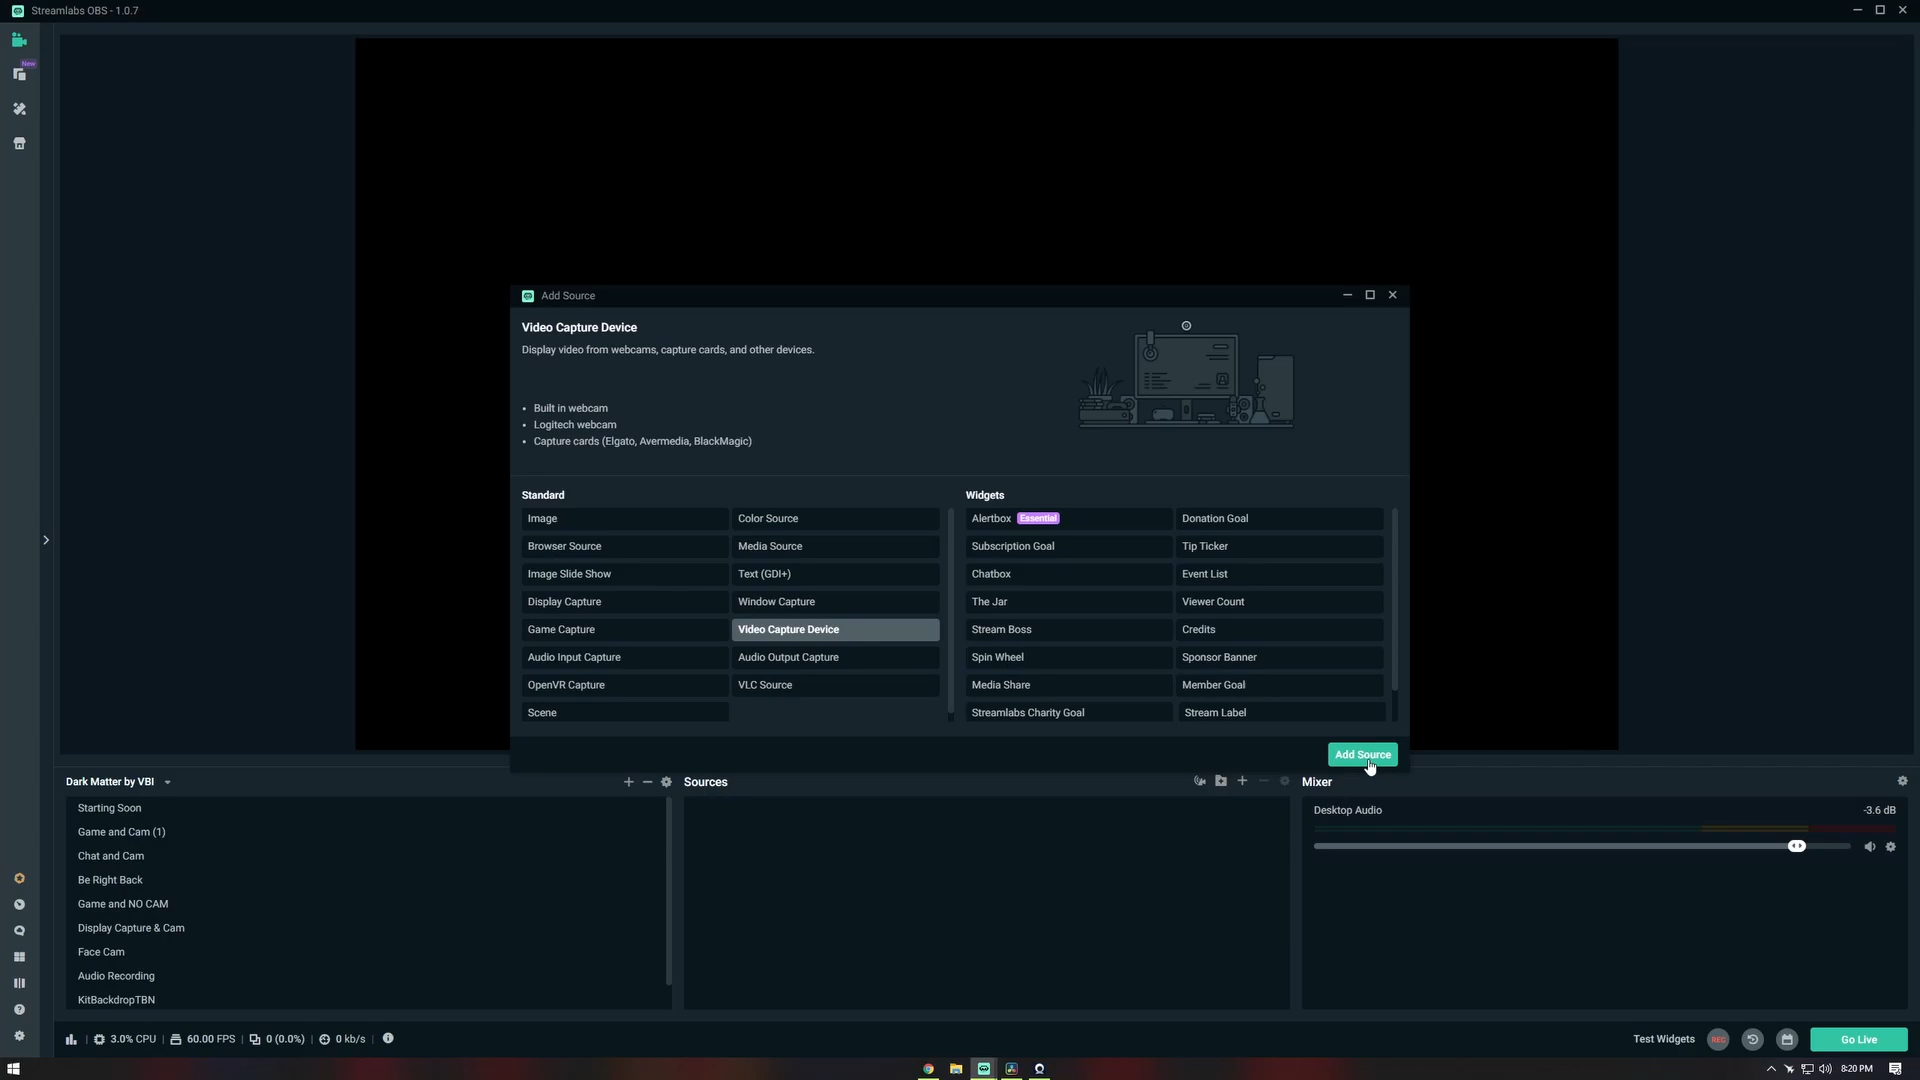 Streamlabs OBS - 1.0.7
New
Add Source
Video Capture Device
Display video from webcams, capture cards, and other devices.
• Built in webcam
• Logitech webcam
• Capture cards (Elgato, Avermedia, BlackMagic)
Standard
Image
Color Source
Browser Source
Media Source
Image Slide Show
Text (GDI+)
Display Capture
Window Capture
Game Capture
Video Capture Device
Audio Input Capture
Audio Output Capture
OpenVR Capture
VLC Source
Scene
Widgets
Alertbox Essential
Donation Goal
Subscription Goal
Tip Ticker
Chatbox
Event List
The Jar
Viewer Count
Stream Boss
Credits
Spin Wheel
Sponsor Banner
Media Share
Member Goal
Streamlabs Charity Goal
Stream Label
Add Source
Dark Matter by VBI
Starting Soon
Game and Cam (1)
Chat and Cam
Be Right Back
Game and NO CAM
Display Capture & Cam
Face Cam
Audio Recording
KitBackdropTBN
Sources
Mixer
Desktop Audio
-3.6 dB
3.0% CPU
60.00 FPS
0 (0.0%)
0 kb/s
Test Widgets
REC
Go Live
8:20 PM